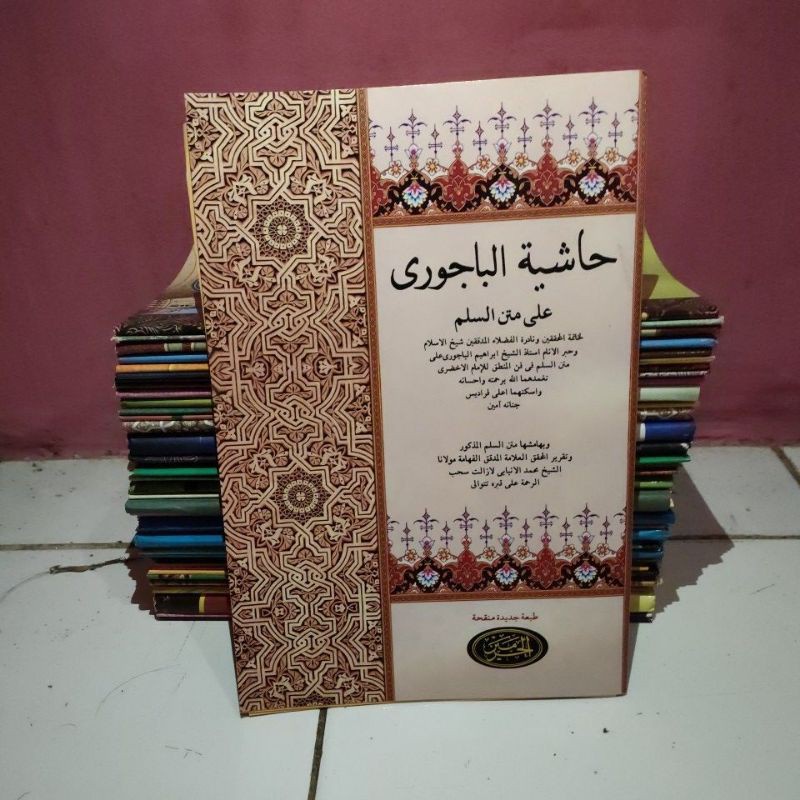 حاشية الباجورى
على متن السلم
لخاتمة المحققين ونادرة الفضلاء المدققين شيخ الاسلام
وحبر الانام استاذ الشيخ ابراهيم الباجورى على
متن السلم فى فن المنطق للإمام الاخضرى
تغمدهما الله برحمته واحسانه
واسكنهما اعلى فراديس
جنانه آمين
وبهامشها متن السلم المذكور
وتقرير المحقق العلامة المدقق الفهامة مولانا
الشيخ محمد الانبابى لازالت سحب
الرحمة على قبره تتوالى
طبعة جديدة منقحة
الحرمين